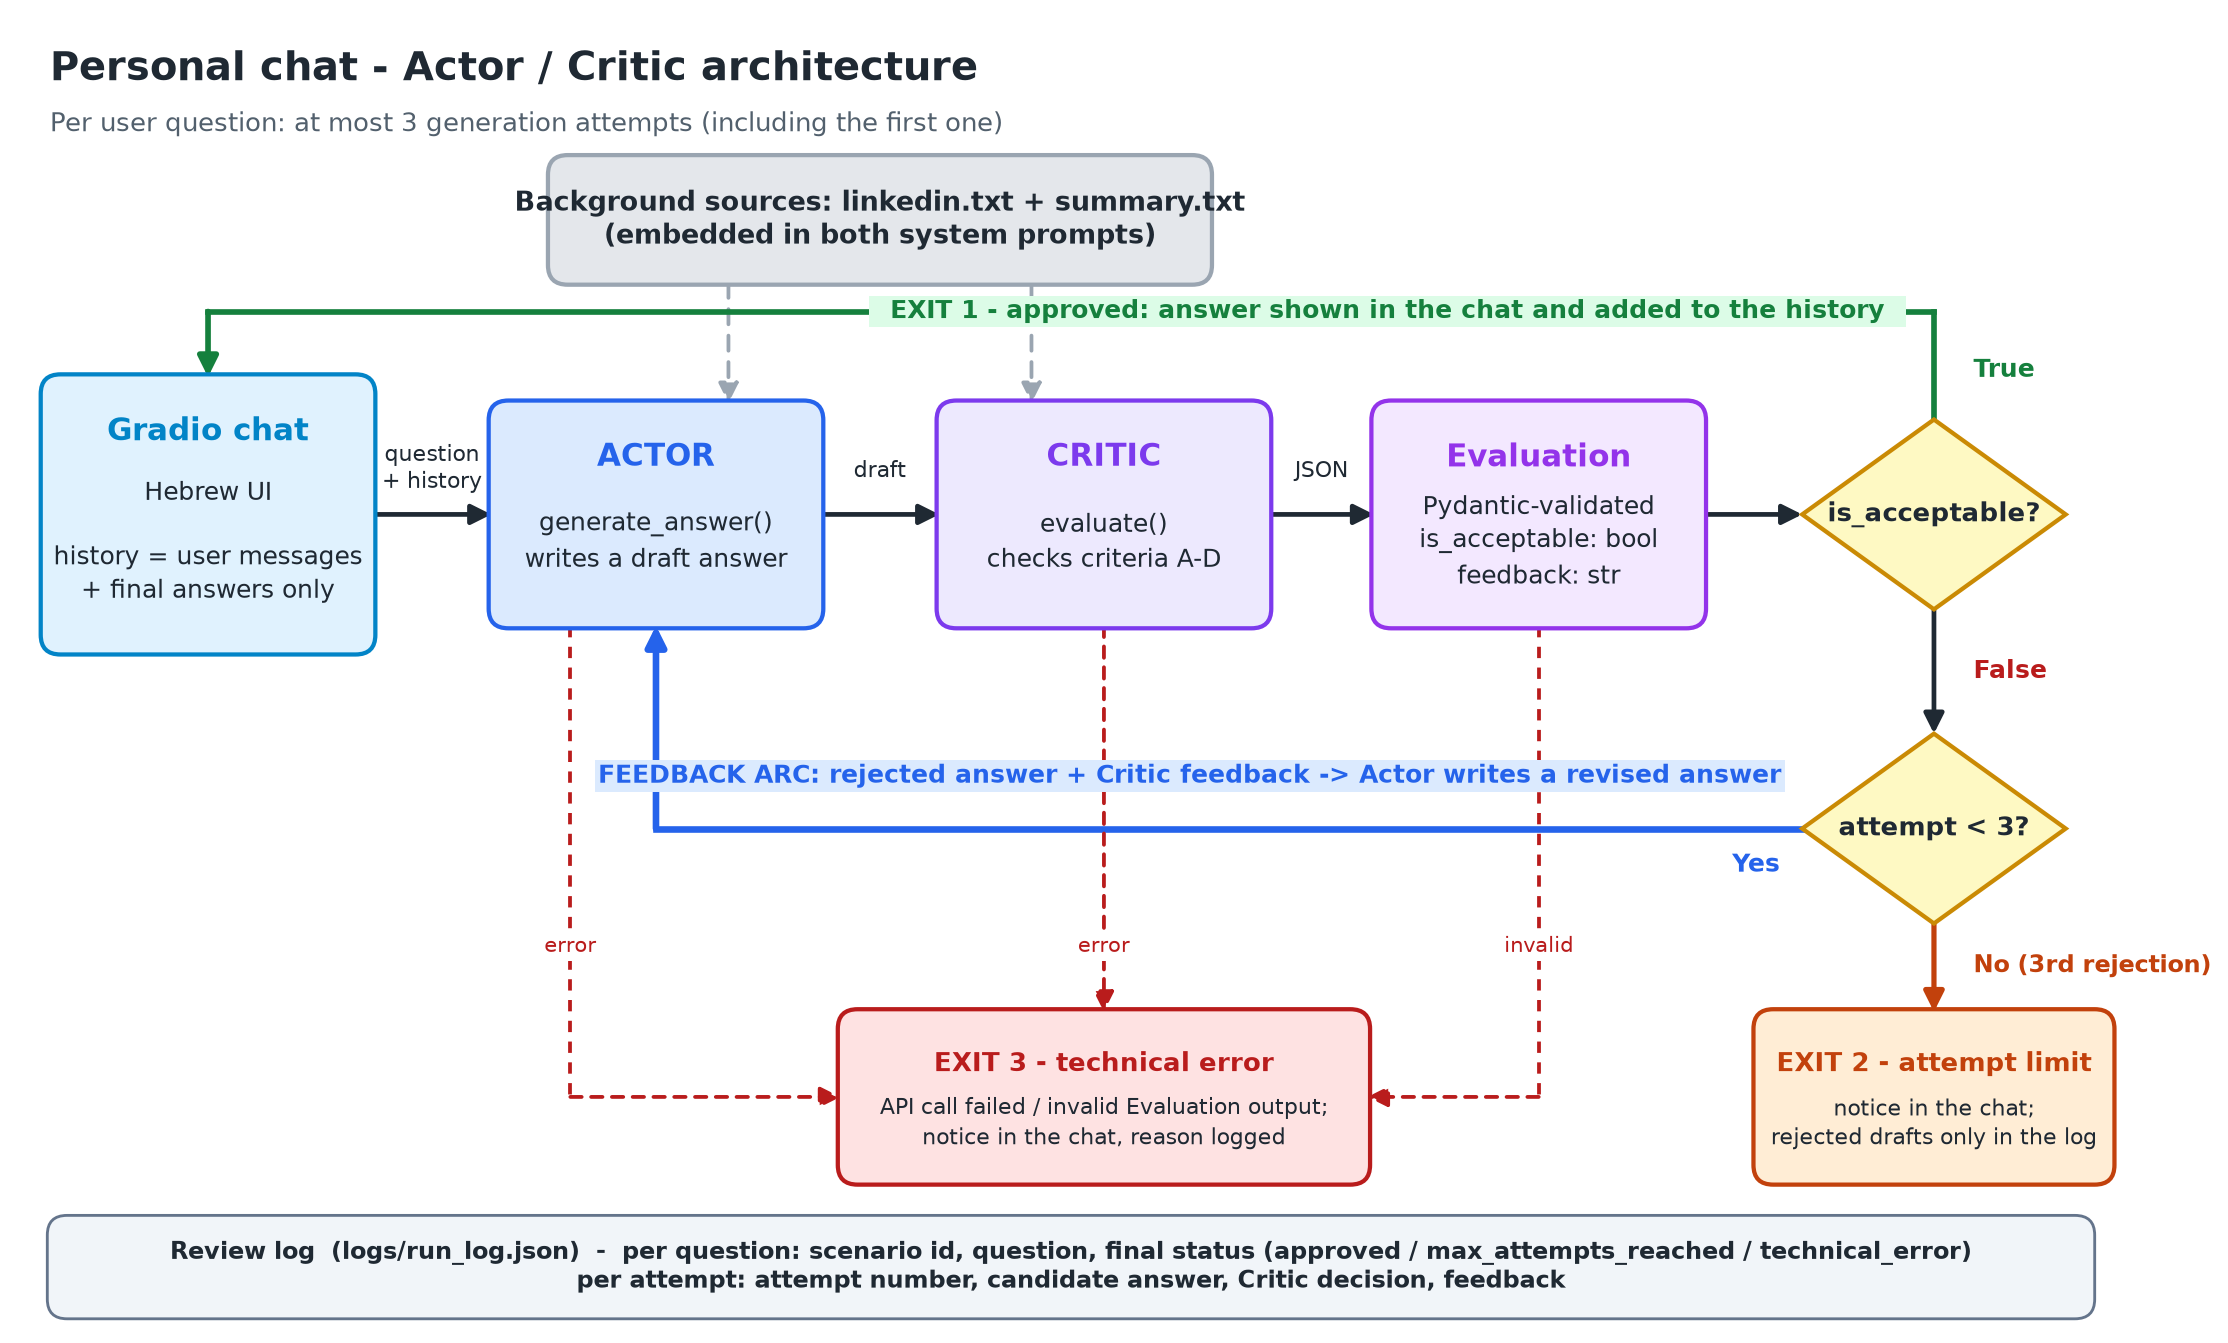 Personal chat - Actor / Critic architecture
Per user question: at most 3 generation attempts (including the first one)
Background sources: linkedin.txt + summary.txt
(embedded in both system prompts)
EXIT 1 - approved: answer shown in the chat and added to the history
True
Gradio chat
Hebrew UI
history = user messages
+ final answers only
question
+ history
ACTOR
generate_answer()
writes a draft answer
draft
CRITIC
evaluate()
checks criteria A-D
JSON
Evaluation
Pydantic-validated
is_acceptable: bool
feedback: str
is_acceptable?
False
FEEDBACK ARC: rejected answer + Critic feedback -> Actor writes a revised answer
attempt < 3?
Yes
error
error
invalid
No (3rd rejection)
EXIT 3 - technical error
API call failed / invalid Evaluation output;
notice in the chat, reason logged
EXIT 2 - attempt limit
notice in the chat;
rejected drafts only in the log
Review log  (logs/run_log.json)  -  per question: scenario id, question, final status (approved / max_attempts_reached / technical_error)
per attempt: attempt number, candidate answer, Critic decision, feedback